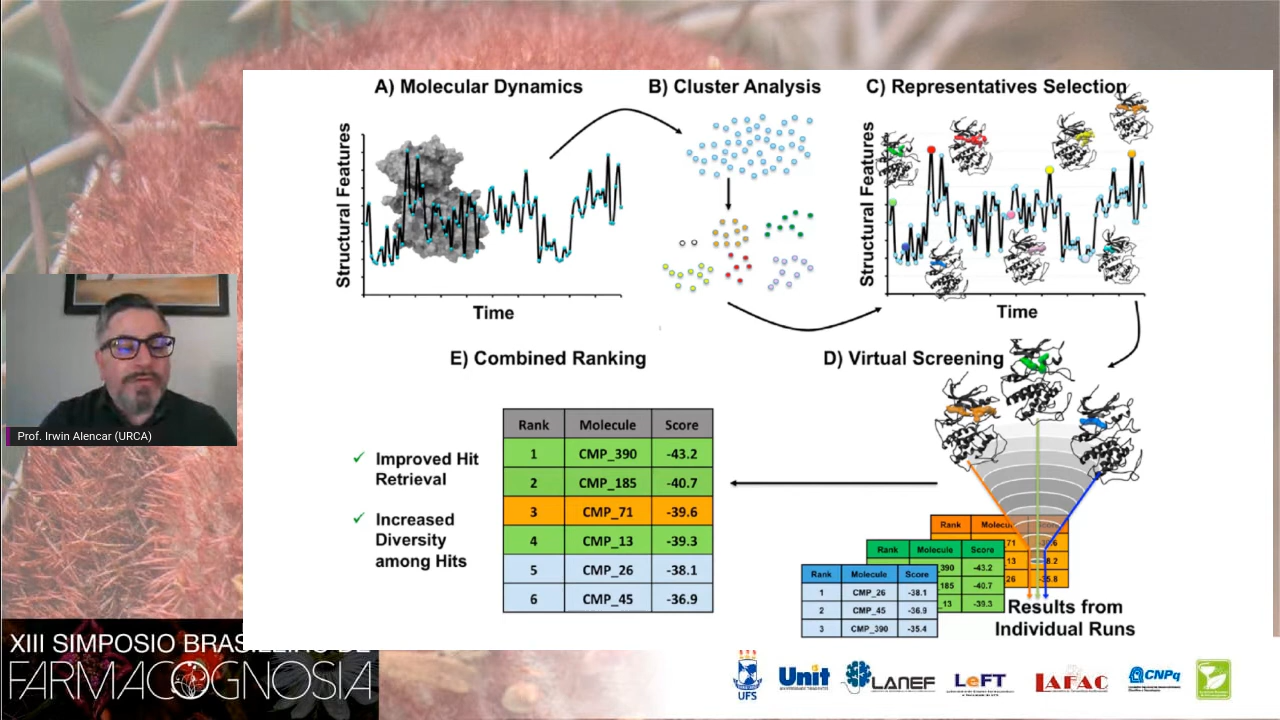 A) Molecular Dynamics
B) Cluster Analysis
C) Representatives Selection
Structural Features
Time
Structural Features
Time
E) Combined Ranking
D) Virtual Screening
Improved Hit
Retrieval
Increased
Diversity
among Hits
Rank Molecule Score
1 CMP_390 -43.2
2 CMP_185 -40.7
3 CMP_71 -39.6
4 CMP_13 -39.3
5 CMP_26 -38.1
6 CMP_45 -36.9
Rank
71
13
26
Rank Molecule Score
390 -43.2
185 -40.7
_13 -39.3
Rank Molecule Score
1 CMP_26 -38.1
2 CMP_45 -36.9
3 CMP_390 -35.4
Results from
Individual Runs
Prof. Irwin Alencar (URCA)
XIII SIMPOSIO
FARMACOGNOSIA
UFS
Unit
LANEF
LeFT
LAFAC
CNPq